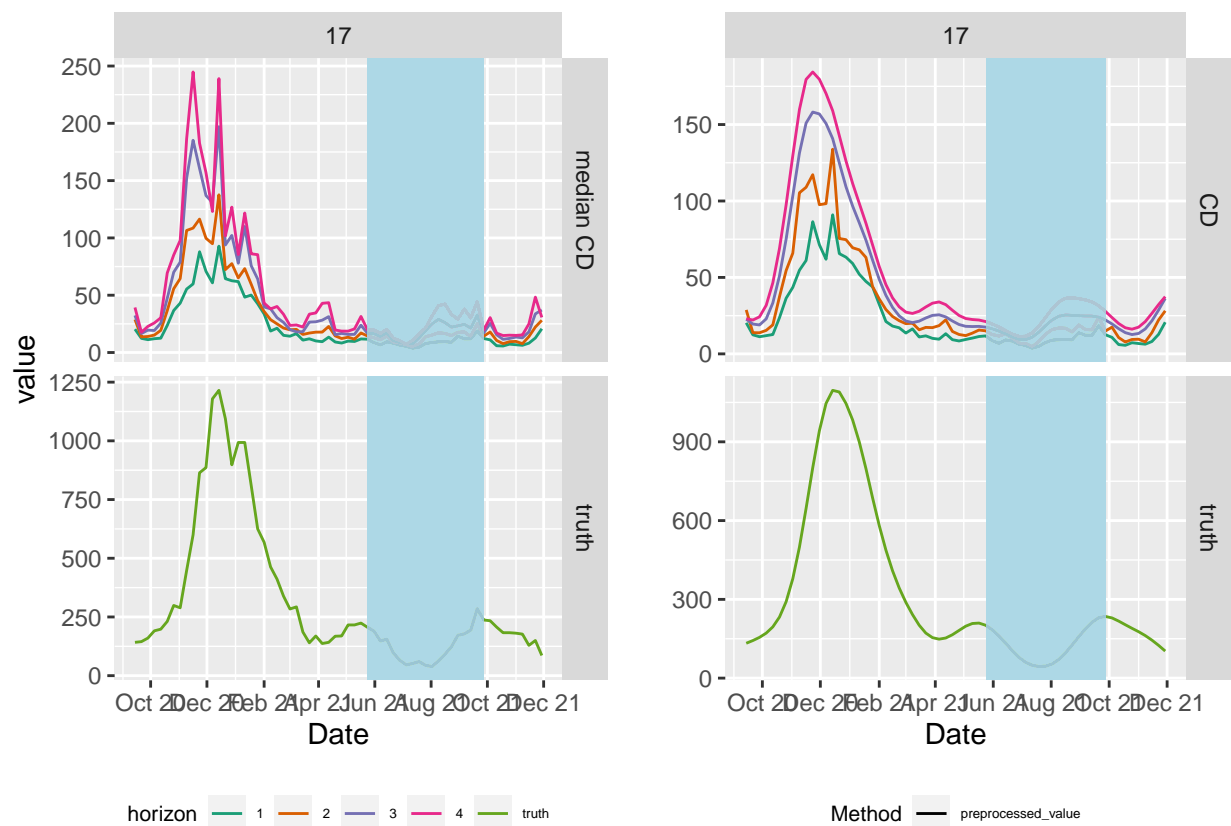 17
250
200
150
100
50
0
median CD
1250
1000
750
500
250
0
truth
value
Oct 20 Dec 20 Feb 21 Apr 21 Jun 21 Aug 21 Oct 21 Dec 21
Date
17
150
100
50
0
CD
900
600
300
0
truth
Oct 20 Dec 20 Feb 21 Apr 21 Jun 21 Aug 21 Oct 21 Dec 21
Date
horizon 1 2 3 4 truth
Method preprocessed_value